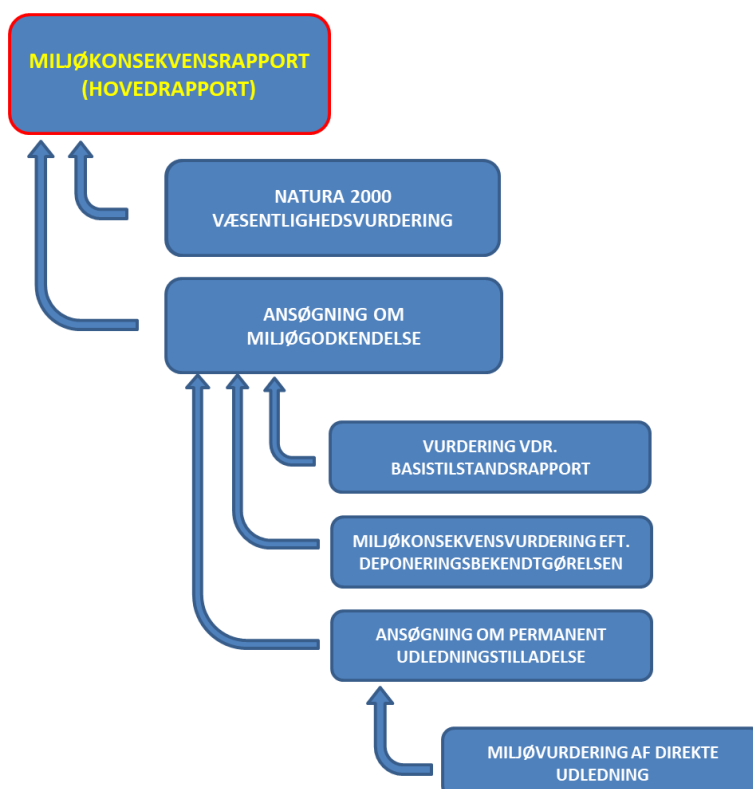 MILJØKONSEKVENSRAPPORT
(HOVEDRAPPORT)
NATURA 2000
VÆSENTLIGHEDSVURDERING
ANSØGNING OM
MILJØGODKENDELSE
VURDERING VDR.
BASISTILSTANDSRAPPORT
MILJØKONSEKVENSVURDERING EFT.
DEPONERINGSBEKENDTGØRELSEN
ANSØGNING OM PERMANENT
UDLEDNINGSTILLADELSE
MILJØVURDERING AF DIREKTE
UDLEDNING